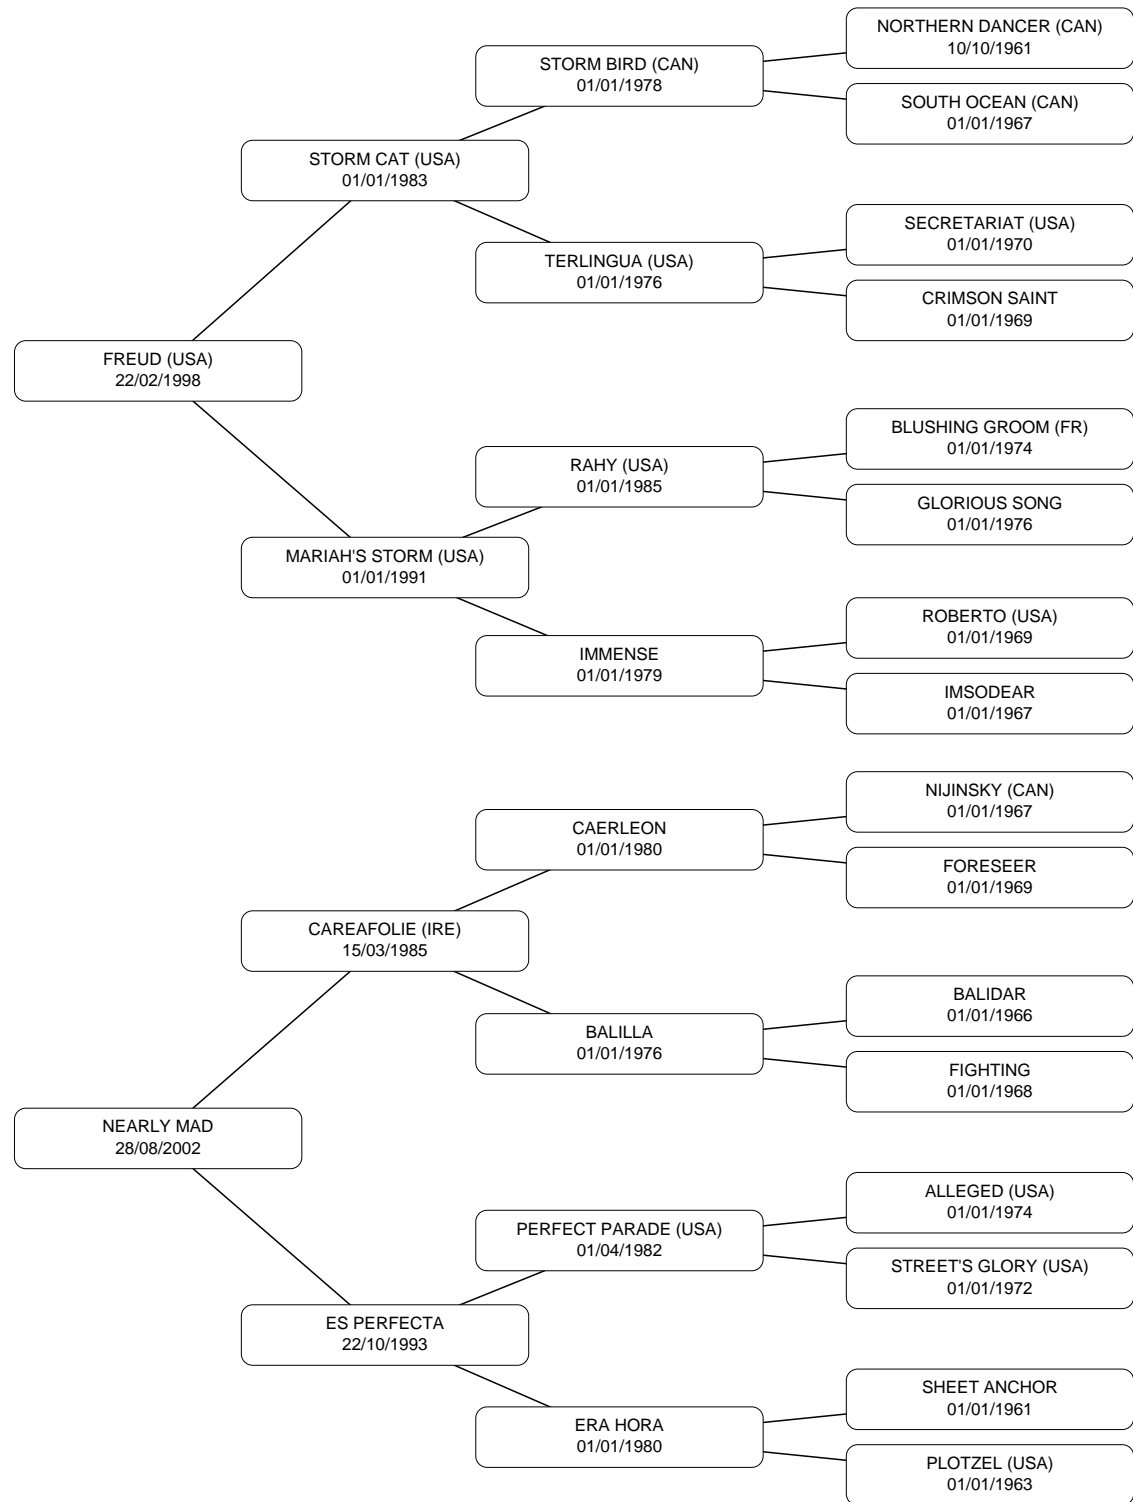 NORTHERN DANCER (CAN)
10/10/1961
STORM BIRD (CAN)
01/01/1978
SOUTH OCEAN (CAN)
01/01/1967
STORM CAT (USA)
01/01/1983
SECRETARIAT (USA)
01/01/1970
TERLINGUA (USA)
01/01/1976
CRIMSON SAINT
01/01/1969
FREUD (USA)
22/02/1998
BLUSHING GROOM (FR)
01/01/1974
RAHY (USA)
01/01/1985
GLORIOUS SONG
01/01/1976
MARIAH'S STORM (USA)
01/01/1991
ROBERTO (USA)
01/01/1969
IMMENSE
01/01/1979
IMSODEAR
01/01/1967
NIJINSKY (CAN)
01/01/1967
CAERLEON
01/01/1980
FORESEER
01/01/1969
CAREAFOLIE (IRE)
15/03/1985
BALIDAR
01/01/1966
BALILLA
01/01/1976
FIGHTING
01/01/1968
NEARLY MAD
28/08/2002
ALLEGED (USA)
01/01/1974
PERFECT PARADE (USA)
01/04/1982
STREET'S GLORY (USA)
01/01/1972
ES PERFECTA
22/10/1993
SHEET ANCHOR
01/01/1961
ERA HORA
01/01/1980
PLOTZEL (USA)
01/01/1963